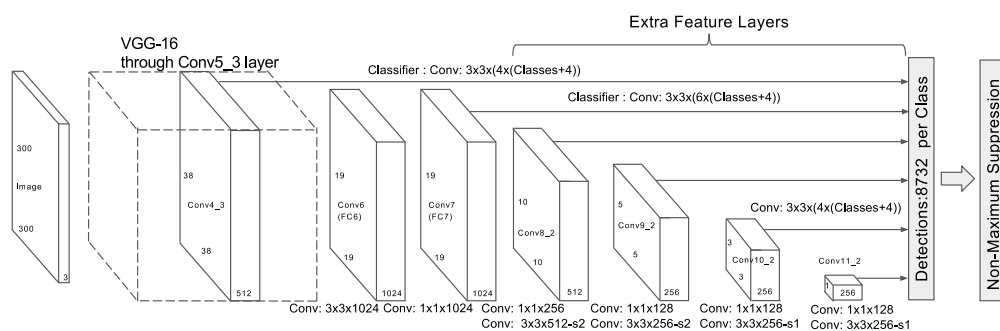 Extra Feature Layers
VGG-16
through Conv5_3 layer
Classifier : Conv: 3x3x(4x(Classes+4))
Classifier : Conv: 3x3x(6x(Classes+4))
300
Image
300
3
38
Conv4_3
38
512
19
Conv6
(FC6)
19
1024
19
Conv7
(FC7)
19
1024
10
Conv8_2
10
512
5
Conv9_2
5
256
Conv: 3x3x(4x(Classes+4))
3
Conv10_2
3
256
Conv11_2
1
256
Detections:8732 per Class
Non-Maximum Suppression
Conv: 3x3x1024
Conv: 1x1x1024
Conv: 1x1x256
Conv: 3x3x512-s2
Conv: 1x1x128
Conv: 3x3x256-s2
Conv: 1x1x128
Conv: 3x3x256-s1
Conv: 1x1x128
Conv: 3x3x256-s1